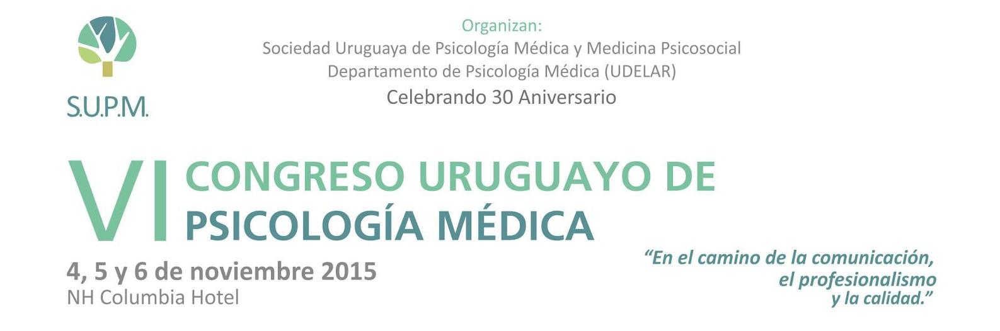 S.U.P.M.
Organizan:
Sociedad Uruguaya de Psicología Médica y Medicina Psicosocial
Departamento de Psicología Médica (UDELAR)
Celebrando 30 Aniversario
VI CONGRESO URUGUAYO DE
PSICOLOGÍA MÉDICA
4, 5 y 6 de noviembre 2015
NH Columbia Hotel
“En el camino de la comunicación,
el profesionalismo
y la calidad.”